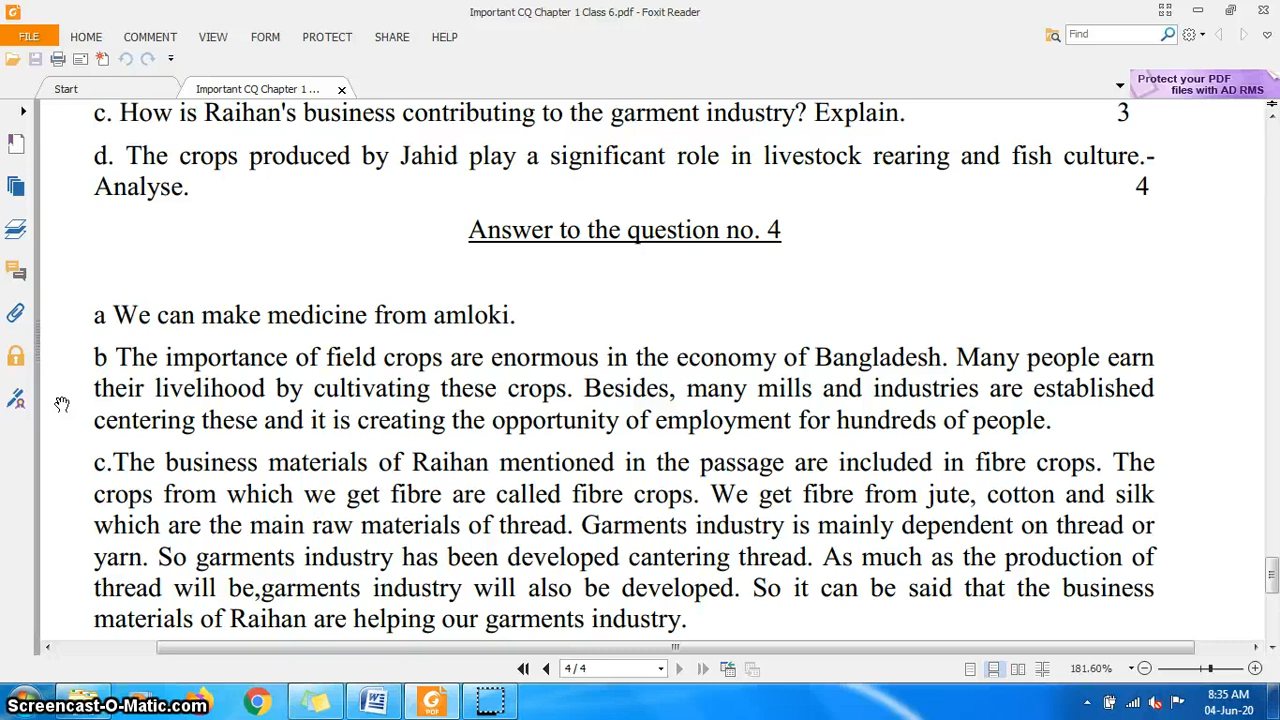 Important CQ Chapter 1 Class 6.pdf - Foxit Reader
FILE HOME COMMENT VIEW FORM PROTECT SHARE HELP
Find
Start
Important CQ Chapter 1 ...
Protect your PDF
files with AD RMS
c. How is Raihan's business contributing to the garment industry? Explain. 3
d. The crops produced by Jahid play a significant role in livestock rearing and fish culture.-
Analyse. 4
Answer to the question no. 4
a We can make medicine from amloki.
b The importance of field crops are enormous in the economy of Bangladesh. Many people earn
their livelihood by cultivating these crops. Besides, many mills and industries are established
centering these and it is creating the opportunity of employment for hundreds of people.
c.The business materials of Raihan mentioned in the passage are included in fibre crops. The
crops from which we get fibre are called fibre crops. We get fibre from jute, cotton and silk
which are the main raw materials of thread. Garments industry is mainly dependent on thread or
yarn. So garments industry has been developed cantering thread. As much as the production of
thread will be,garments industry will also be developed. So it can be said that the business
materials of Raihan are helping our garments industry.
4 / 4
181.60%
Screencast-O-Matic.com
PDF
8:35 AM
04-Jun-20